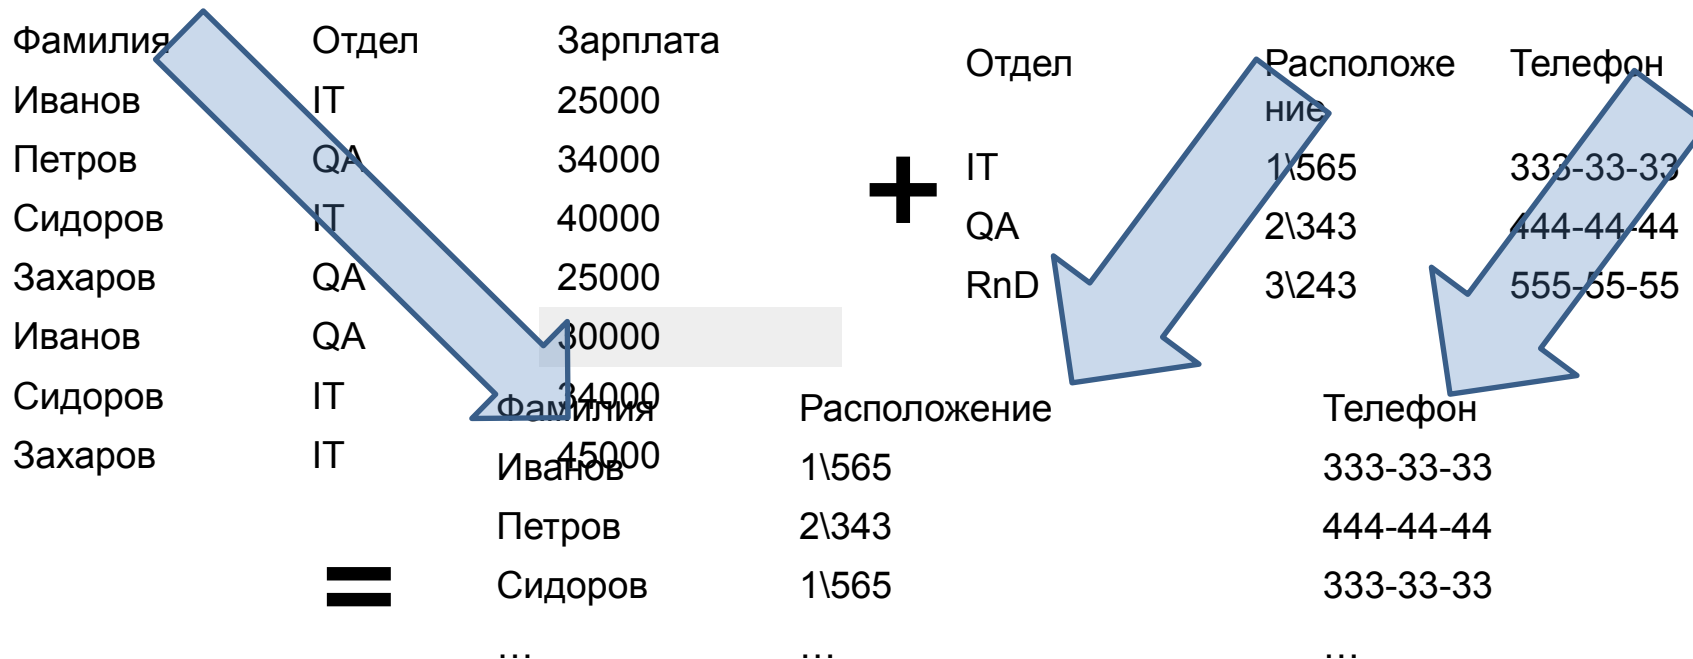 Фамилия Отдел Зарплата
Иванов IT 25000
Петров QA 34000
Сидоров IT 40000
Захаров QA 25000
Иванов QA 30000
Сидоров IT 34000
Захаров IT 45000
+
Отдел Расположе Телефон
ние
IT 1\565 333-33-33
QA 2\343 444-44-44
RnD 3\243 555-55-55
=
Фамилия Расположение Телефон
Иванов 1\565 333-33-33
Петров 2\343 444-44-44
Сидоров 1\565 333-33-33
... ... ...